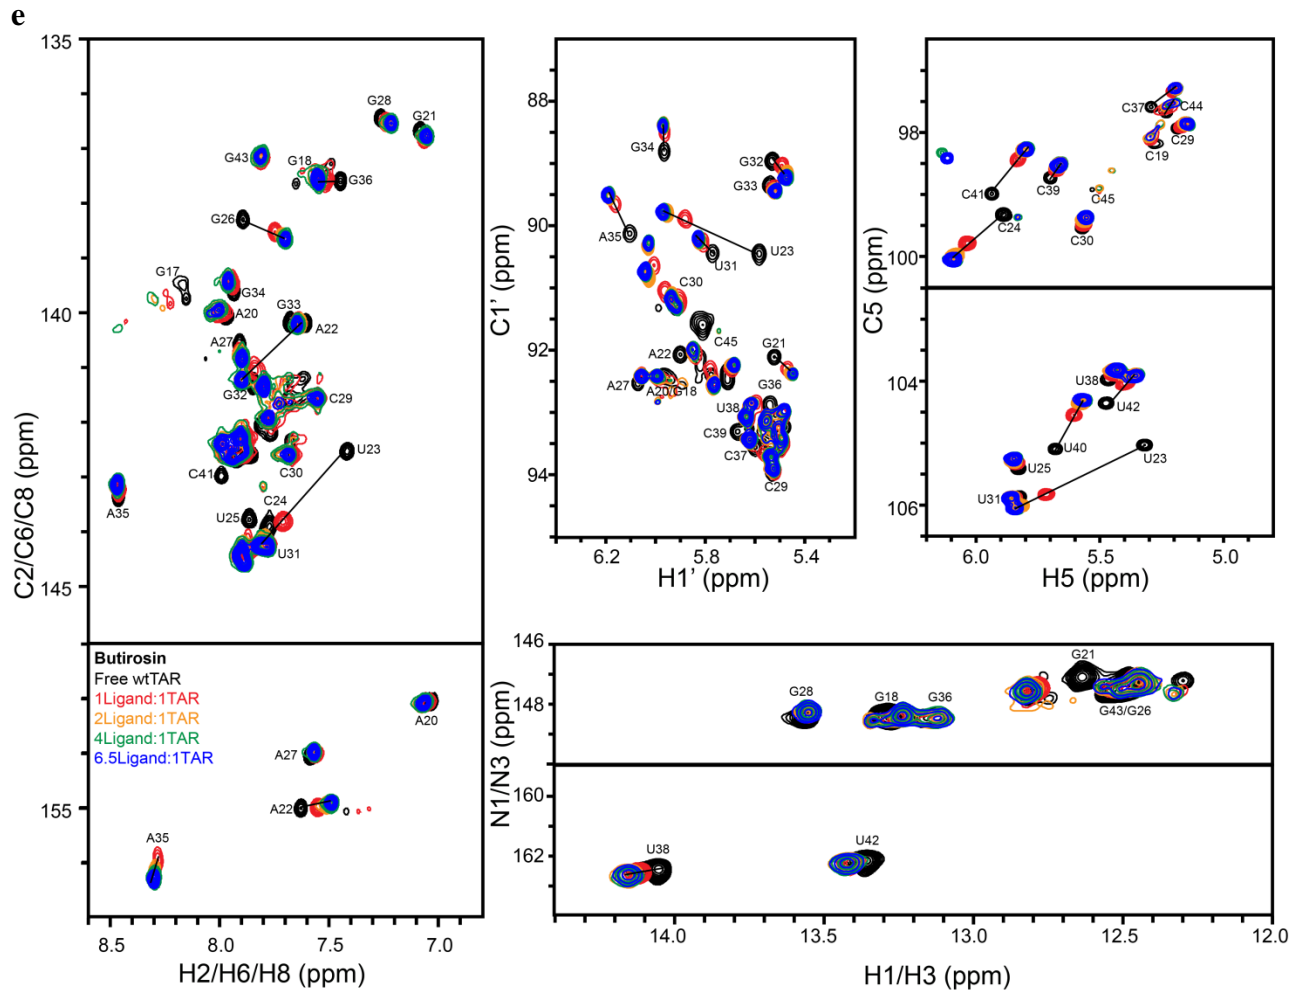 e
135
140
145
C2/C6/C8 (ppm)
G28
G21
G43
G18
G36
G26
G17
G34
A20
G33
A22
A27
G32
C29
C41
C30
U23
A35
U25
C24
U31
Butirosin
Free wtTAR
1Ligand:1TAR
2Ligand:1TAR
4Ligand:1TAR
6.5Ligand:1TAR
155
A20
A27
A22
A35
8.5
8.0
7.5
7.0
H2/H6/H8 (ppm)
88
90
92
94
C1' (ppm)
G34
G32
G33
A35
U31
U23
C30
C45
A22
G21
A27
A20
G18
G36
U38
C39
C37
C29
6.2
5.8
5.4
H1' (ppm)
98
100
104
106
C5 (ppm)
C37
C44
C29
C19
C41
C39
C45
C24
C30
U38
U42
U40
U23
U25
U31
6.0
5.5
5.0
H5 (ppm)
146
148
160
162
N1/N3 (ppm)
G28
G18
G36
G21
G43/G26
U38
U42
14.0
13.5
13.0
12.5
12.0
H1/H3 (ppm)